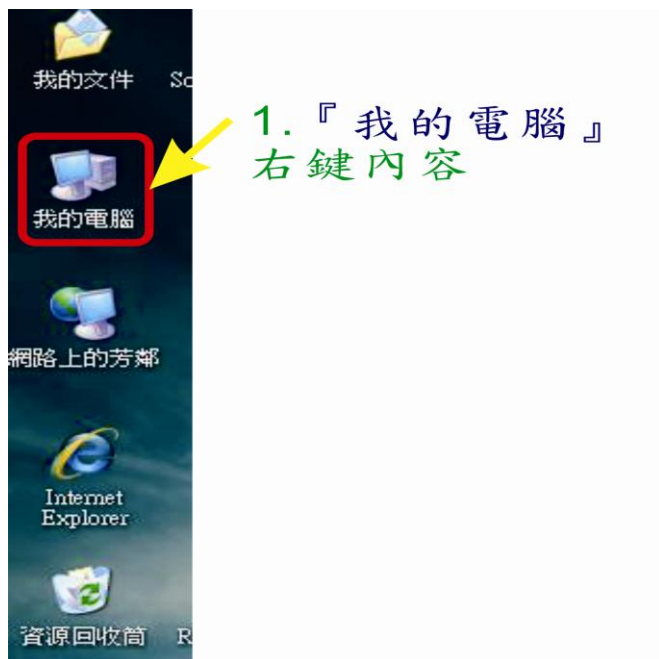 我的文件
Sc
1.『我的電腦』
右鍵內容
我的電腦
網路上的芳鄰
Internet
Explorer
資源回收筒
R